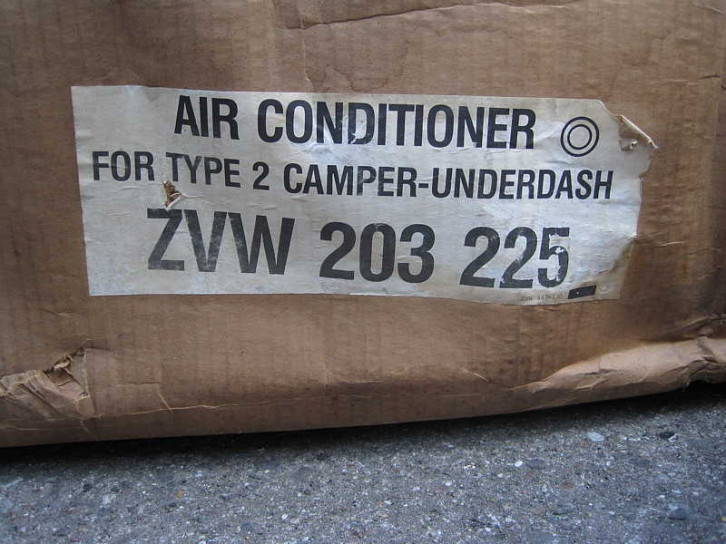 AIR CONDITIONER
FOR TYPE 2 CAMPER-UNDERDASH
ZVW 203 225